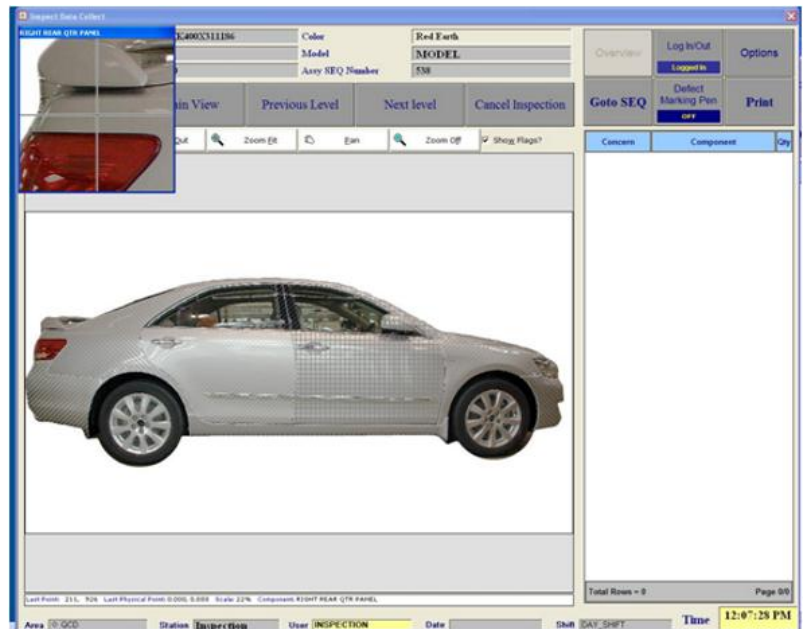 Inspect Data Collect
RIGHT REAR QTR PANEL
K400X311186 Color Red Earth
Model MODEL
Assy SEQ Number 530
Overview Log In/Out Options
Logged In
in View Previous Level Next level Cancel Inspection
Goto SEQ Defect Marking Pen Print
OFF
Out Zoom Fit Pan Zoom Off Show Flags?
Concern Component Qty
Last Point: 211, 926 Last Physical Point: 0.000, 0.000 Scale: 22% Component: RIGHT REAR QTR PANEL
Total Rows = 0 Page 0/0
Area QCD Station Inspection User INSPECTION Date Shift DAY_SHIFT Time 12:07:28 PM